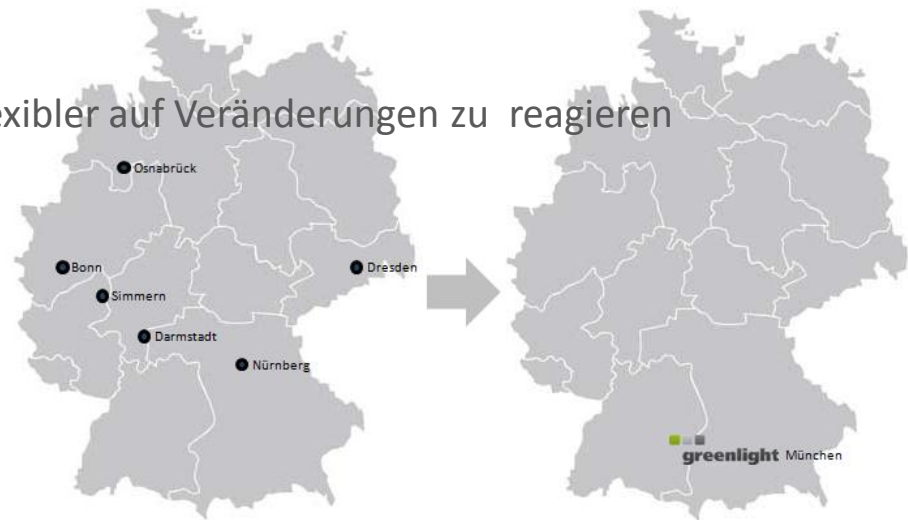 exibler auf Veränderungen zu reagieren
Osnabrück
Bonn
Dresden
Simmern
Darmstadt
Nürnberg
greenlight München